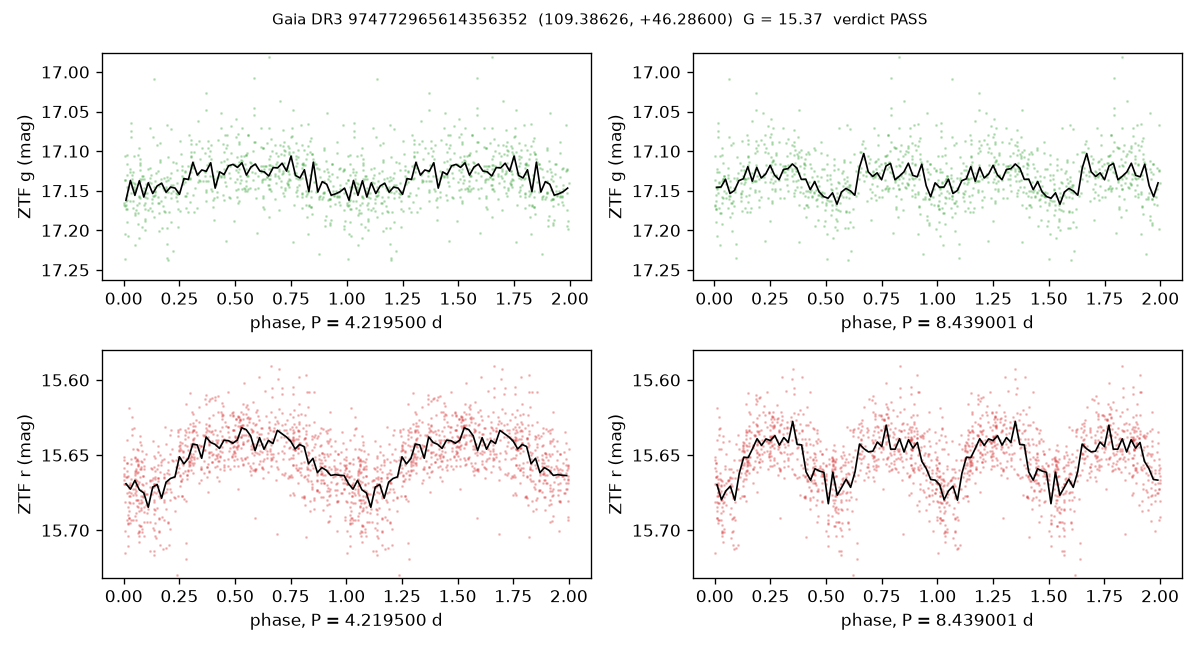 Gaia DR3 974772965614356352 (109.38626, +46.28600) G = 15.37 verdict PASS
ZTF g (mag)
17.00
17.05
17.10
17.15
17.20
17.25
0.00 0.25 0.50 0.75 1.00 1.25 1.50 1.75 2.00
phase, P = 4.219500 d
0.00 0.25 0.50 0.75 1.00 1.25 1.50 1.75 2.00
phase, P = 8.439001 d
ZTF g (mag)
17.00
17.05
17.10
17.15
17.20
17.25
ZTF r (mag)
15.60
15.65
15.70
0.00 0.25 0.50 0.75 1.00 1.25 1.50 1.75 2.00
phase, P = 4.219500 d
ZTF r (mag)
15.60
15.65
15.70
0.00 0.25 0.50 0.75 1.00 1.25 1.50 1.75 2.00
phase, P = 8.439001 d